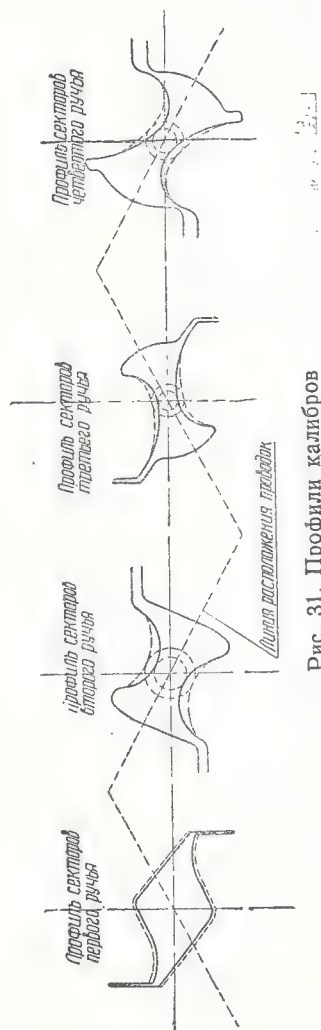 Профиль секторов
первого ручья
Профиль секторов
второго ручья
Профиль секторов
третьего ручья
Профиль секторов
четвертого ручья
Линия расположения проводок
Рис. 31. Профили калибров